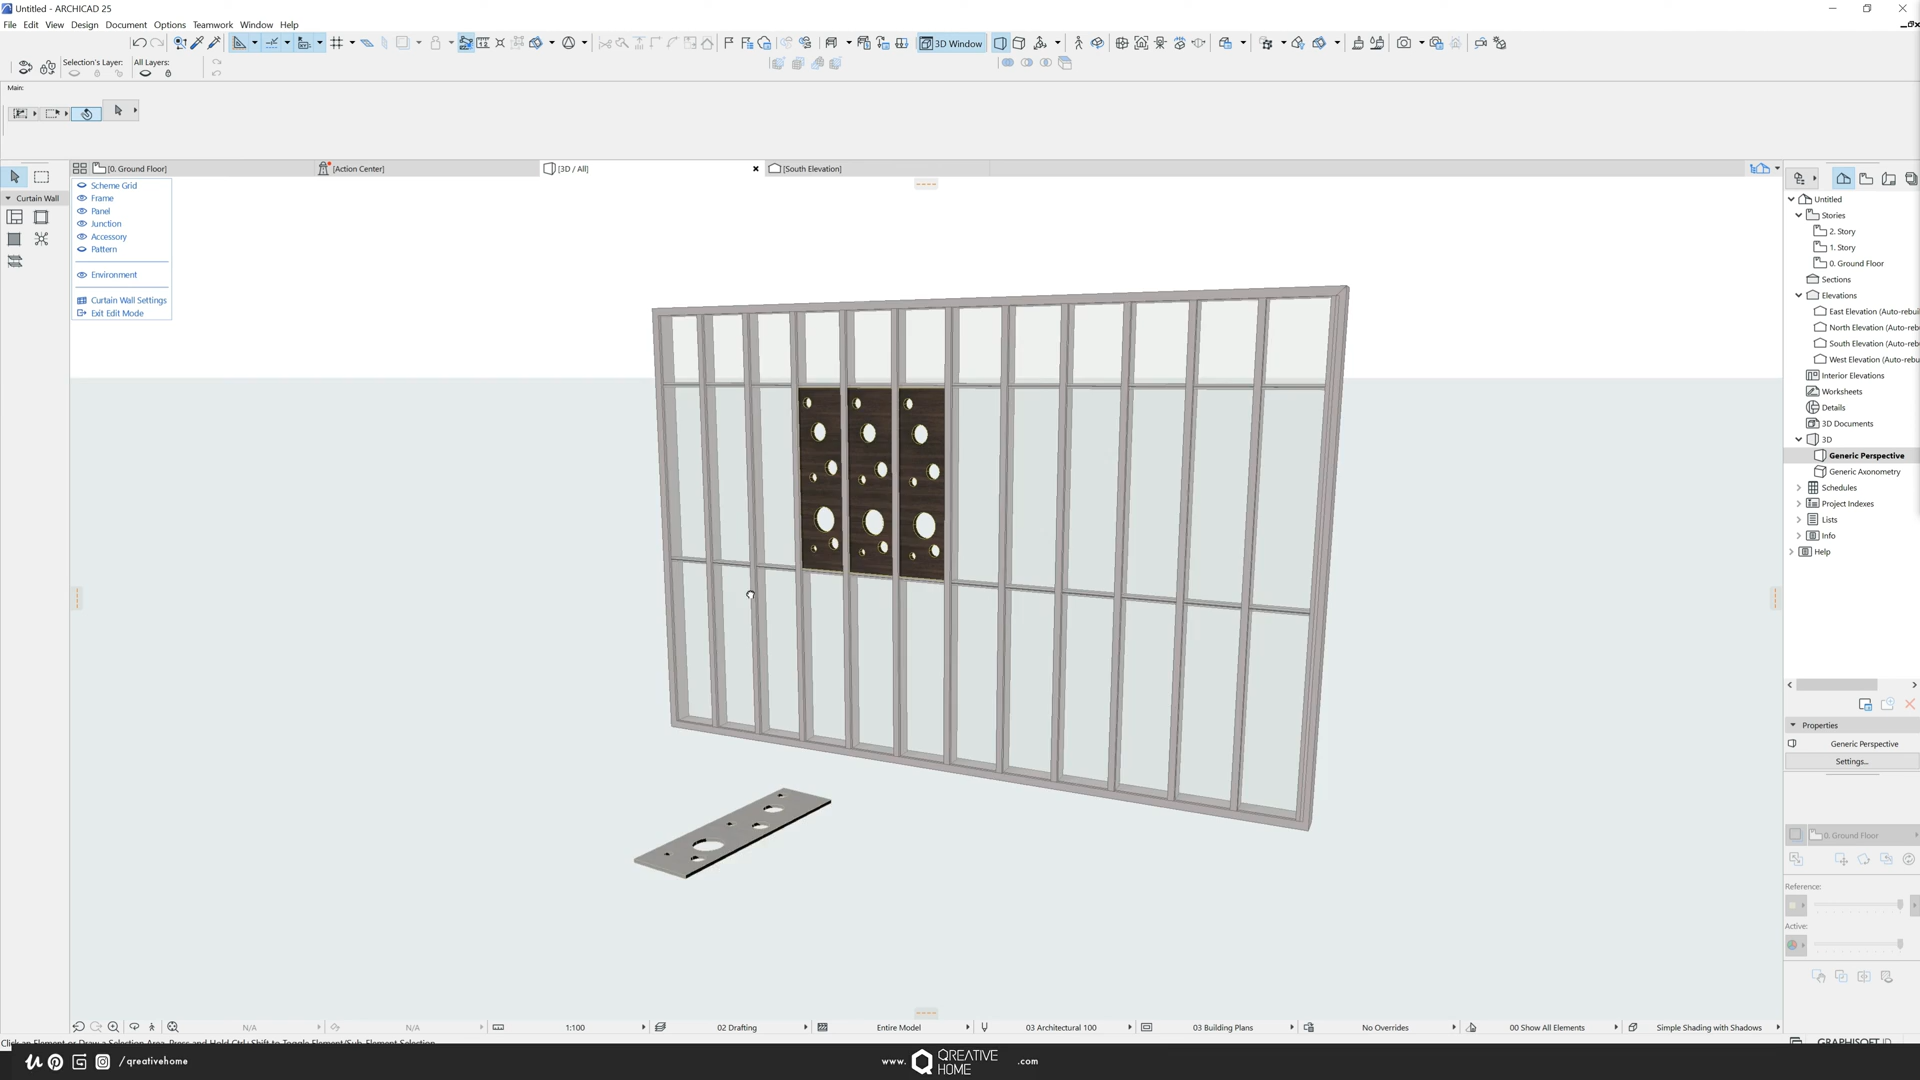 Untitled - ARCHICAD 25
File Edit View Design Document Options Teamwork Window Help
3D Window
Selection's Layer: All Layers:
Main:
[0. Ground Floor] [Action Center] [3D / All] [South Elevation]
Curtain Wall
Scheme Grid
Frame
Panel
Junction
Accessory
Pattern
Environment
Curtain Wall Settings
Exit Edit Mode
Untitled
Stories
2. Story
1. Story
0. Ground Floor
Sections
Elevations
East Elevation (Auto-rebui
North Elevation (Auto-reb
South Elevation (Auto-reb
West Elevation (Auto-rebu
Interior Elevations
Worksheets
Details
3D Documents
3D
Generic Perspective
Generic Axonometry
Schedules
Project Indexes
Lists
Info
Help
Properties
Generic Perspective
Settings...
0. Ground Floor
Reference:
Active:
N/A N/A 1:100 02 Drafting Entire Model 03 Architectural 100 03 Building Plans No Overrides 00 Show All Elements Simple Shading with Shadows
Click an Element or Draw a Selection Area. Press and Hold Ctrl+Shift to Toggle Element/Sub-Element Selection.
GRAPHISOFT ID
/qreativehome
www. QREATIVE HOME .com